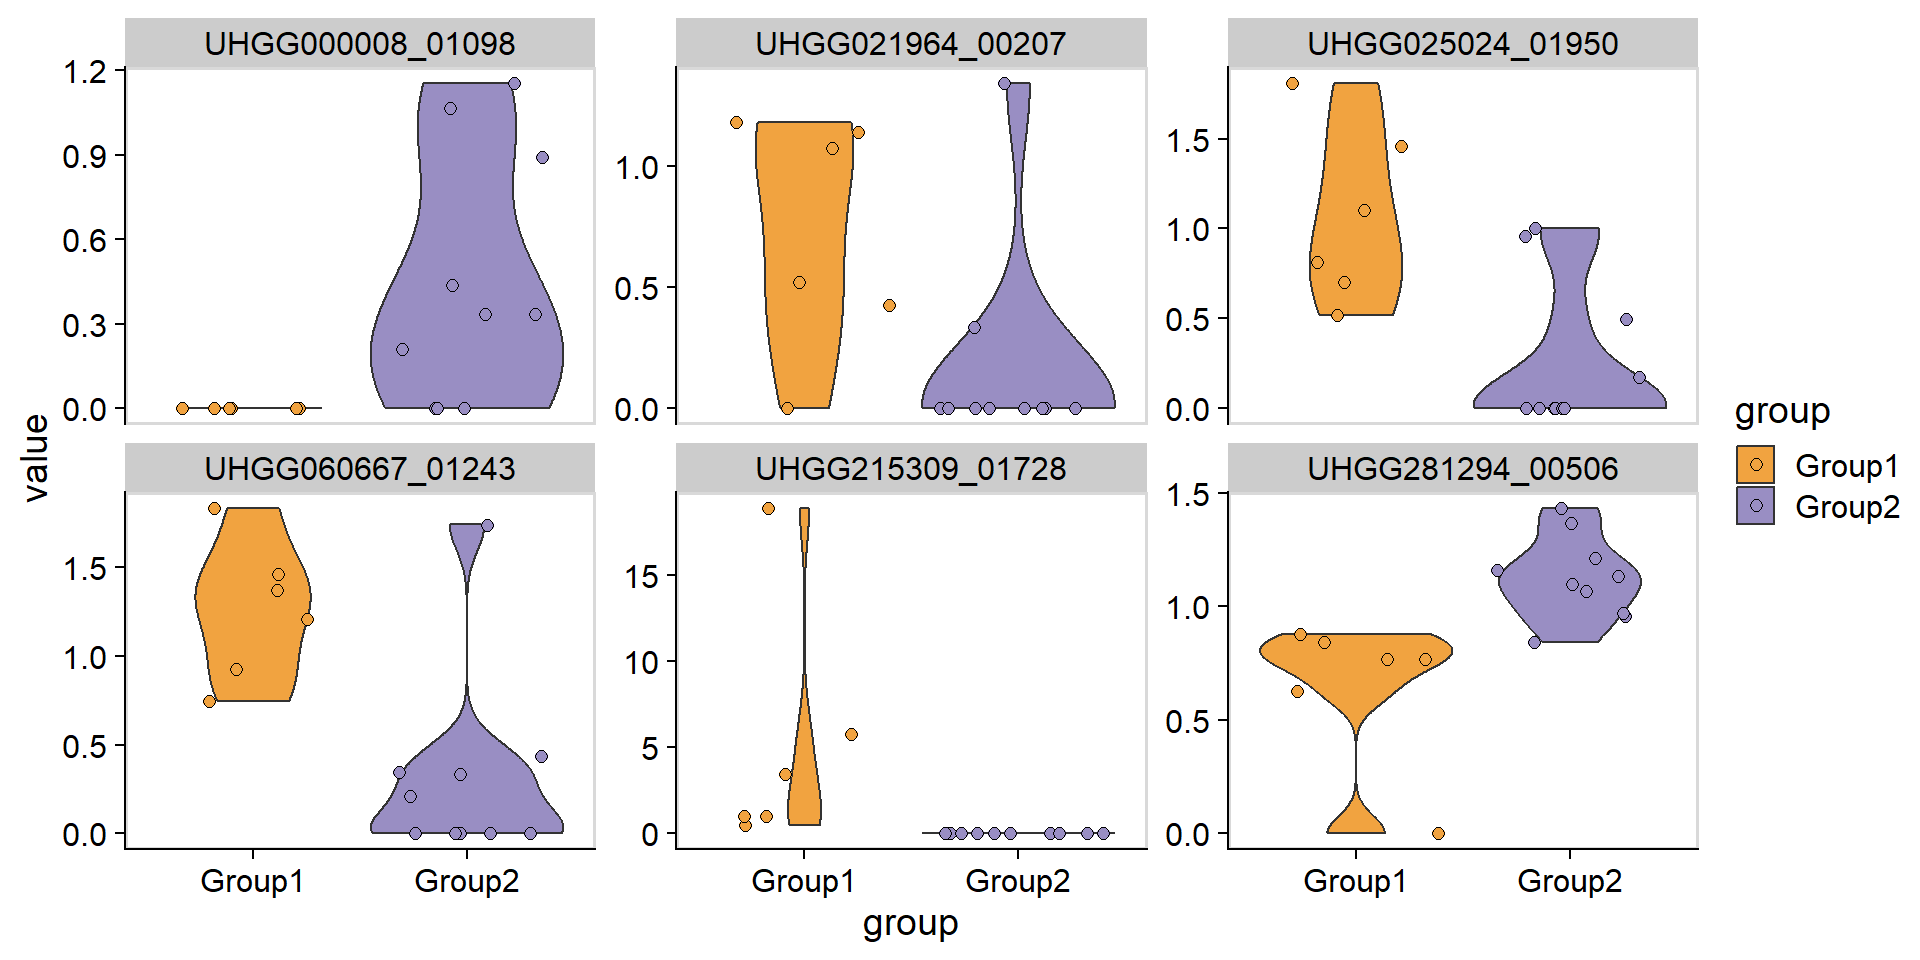 UHGG000008_01098
UHGG021964_00207
UHGG025024_01950
1.2
0.9
0.6
0.3
0.0
1.0
0.5
0.0
1.5
1.0
0.5
0.0
value
UHGG060667_01243
UHGG215309_01728
UHGG281294_00506
1.5
1.0
0.5
0.0
15
10
5
0
1.5
1.0
0.5
0.0
Group1 Group2
Group1 Group2
Group1 Group2
group
group
Group1
Group2